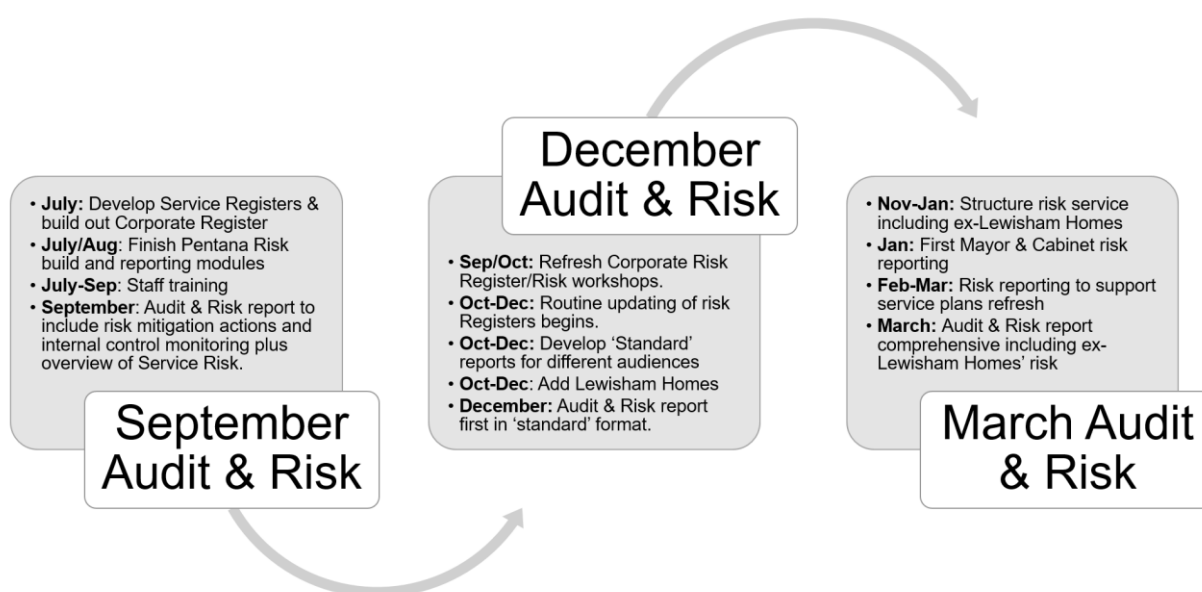 • July: Develop Service Registers &
build out Corporate Register
• July/Aug: Finish Pentana Risk
build and reporting modules
• July-Sep: Staff training
• September: Audit & Risk report to
include risk mitigation actions and
internal control monitoring plus
overview of Service Risk.
September
Audit & Risk
December
Audit & Risk
• Sep/Oct: Refresh Corporate Risk
Register/Risk workshops.
• Oct-Dec: Routine updating of risk
Registers begins.
• Oct-Dec: Develop ‘Standard’
reports for different audiences
• Oct-Dec: Add Lewisham Homes
• December: Audit & Risk report
first in ‘standard’ format.
• Nov-Jan: Structure risk service
including ex-Lewisham Homes
• Jan: First Mayor & Cabinet risk
reporting
• Feb-Mar: Risk reporting to support
service plans refresh
• March: Audit & Risk report
comprehensive including ex-
Lewisham Homes’ risk
March Audit
& Risk